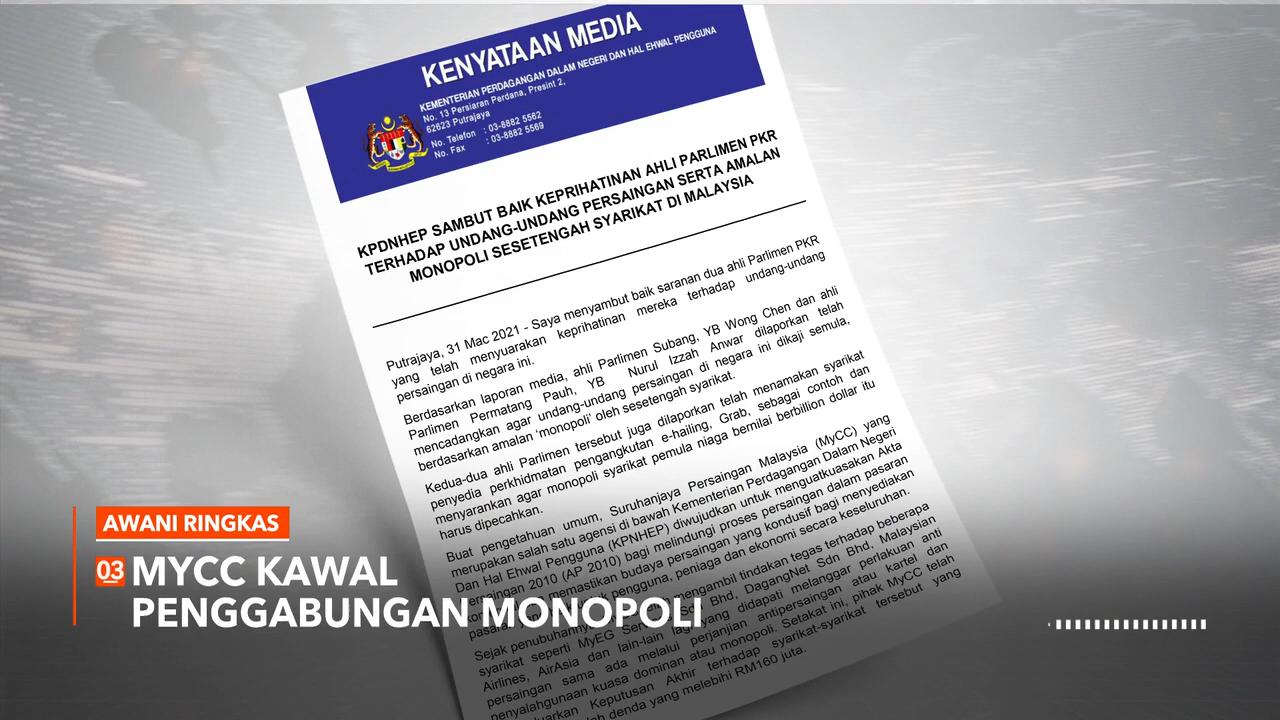 KENYATAAN MEDIA
KEMENTERIAN PERDAGANGAN DALAM NEGERI DAN HAL EHWAL PENGGUNA
No. 13 Persiaran Perdana, Presint 2,
62623 Putrajaya
No. Telefon : 03-8882 5562
No. Fax : 03-8882 5569
KPDNHEP SAMBUT BAIK KEPRIHATINAN AHLI PARLIMEN PKR
TERHADAP UNDANG-UNDANG PERSAINGAN SERTA AMALAN
MONOPOLI SESETENGAH SYARIKAT DI MALAYSIA
Putrajaya, 31 Mac 2021 - Saya menyambut baik saranan dua ahli Parlimen PKR
yang telah menyuarakan keprihatinan mereka terhadap undang-undang
persaingan di negara ini.
Berdasarkan laporan media, ahli Parlimen Subang, YB Wong Chen dan ahli
Parlimen Permatang Pauh, YB Nurul Izzah Anwar dilaporkan telah
mencadangkan agar undang-undang persaingan di negara ini dikaji semula,
berdasarkan amalan 'monopoli' oleh sesetengah syarikat.
Kedua-dua ahli Parlimen tersebut juga dilaporkan telah menamakan syarikat
penyedia perkhidmatan pengangkutan e-hailing, Grab, sebagai contoh dan
menyarankan agar monopoli syarikat pemula niaga bernilai berbillion dollar itu
harus dipecahkan.
Buat pengetahuan umum, Suruhanjaya Persaingan Malaysia (MyCC) yang
merupakan salah satu agensi di bawah Kementerian Perdagangan Dalam Negeri
Dan Hal Ehwal Pengguna (KPNHEP) diwujudkan untuk menguatkuasakan Akta
Persaingan 2010 (AP 2010) bagi melindungi proses persaingan dalam pasaran
memastikan budaya persaingan yang kondusif bagi menyediakan
pasaran pengguna, peniaga dan ekonomi secara keseluruhan.
Sejak penubuhannya mengambil tindakan tegas terhadap beberapa
syarikat seperti MyEG Bhd, DagangNet Sdn Bhd, Malaysian
Airlines, AirAsia dan lain-lain lagi yang didapati melanggar perlakuan anti
persaingan sama ada melalui perjanjian antipersaingan atau kartel dan
penyalahgunaan kuasa dominan atau monopoli. Setakat ini, pihak MyCC telah
Keputusan Akhir terhadap syarikat-syarikat tersebut yang
denda yang melebihi RM160 juta.
AWANI RINGKAS
03 MYCC KAWAL
PENGGABUNGAN MONOPOLI